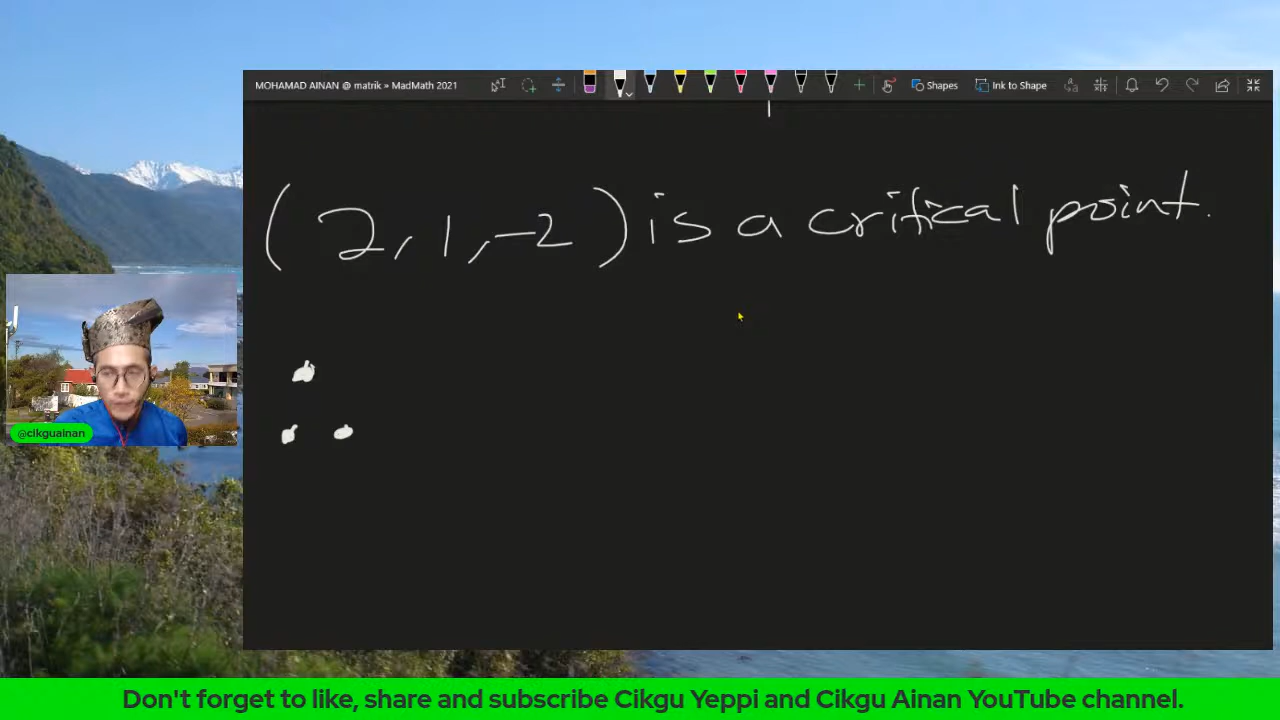 MOHAMAD AINAN @ matrik » MadMath 2021
Shapes
Ink to Shape
(2, 1, -2) is a critical point.
∴
@cikguainan
Don't forget to like, share and subscribe Cikgu Yeppi and Cikgu Ainan YouTube channel.